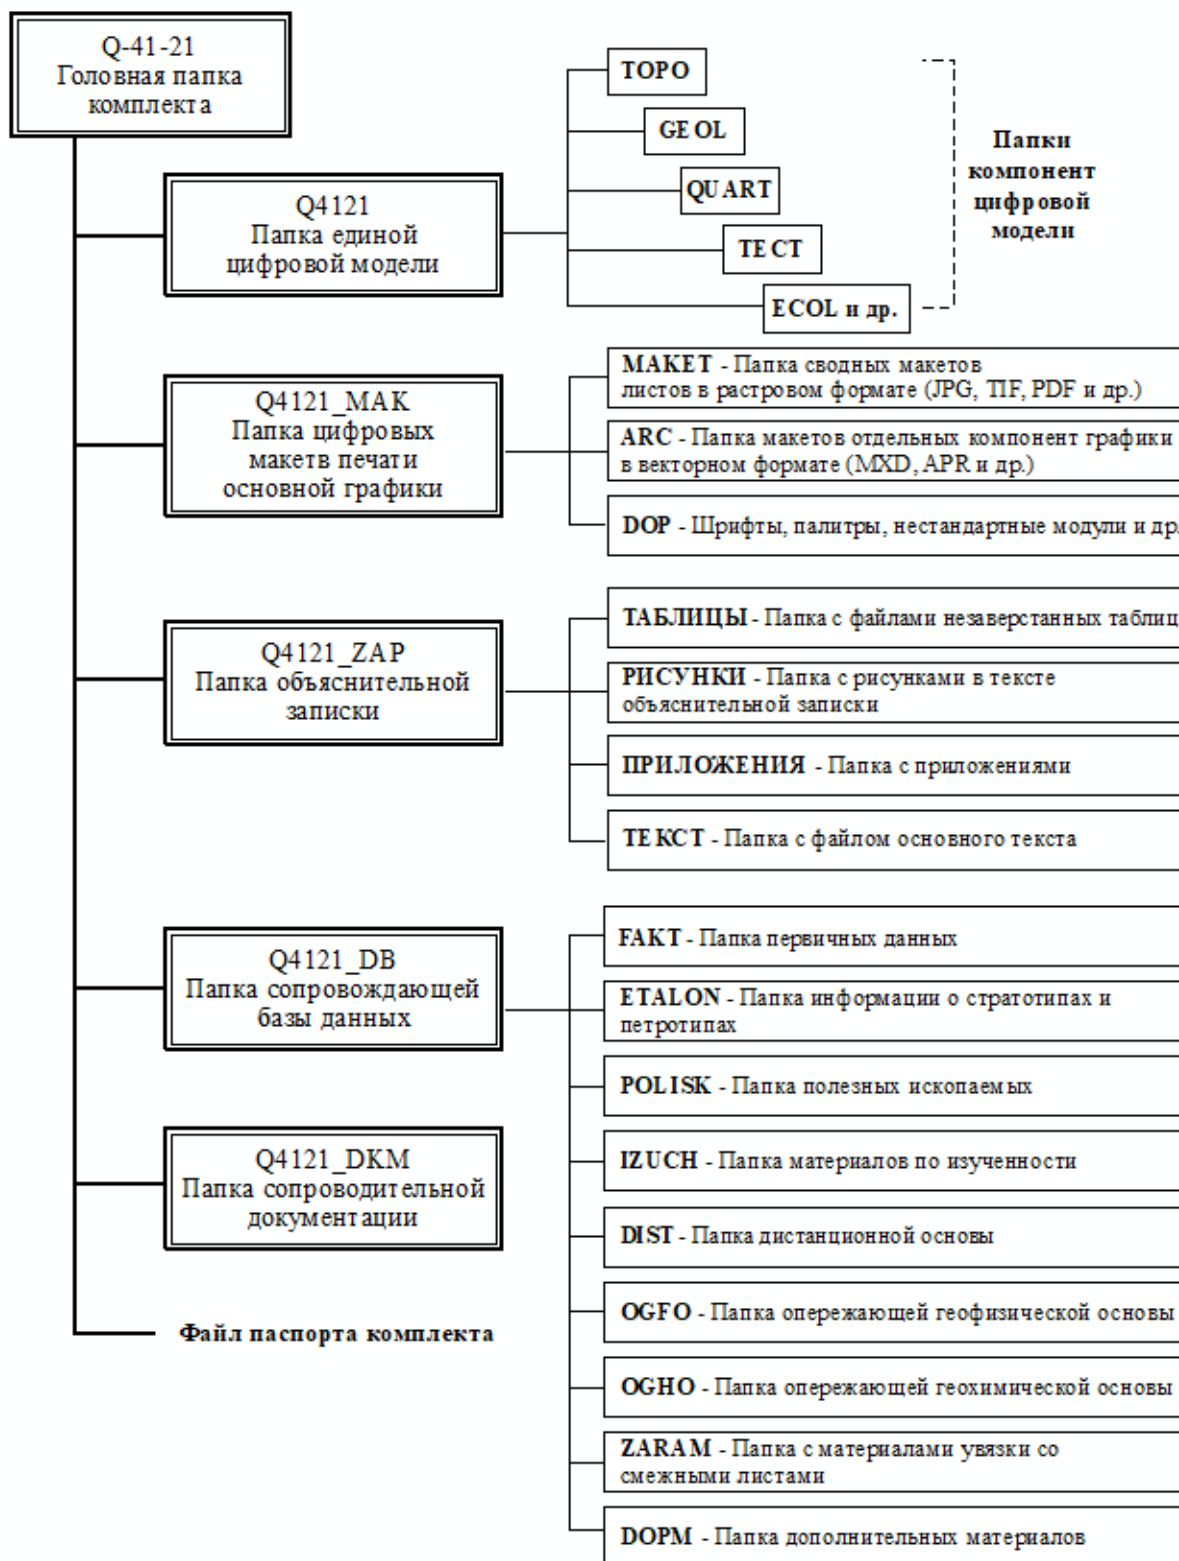 Q-41-21
Головная папка
комплекта
Q4121
Папка единой
цифровой модели
TOPO
GEOL
QUART
TECT
ECOL и др.
Папки
компонент
цифровой
модели
Q4121_MAK
Папка цифровых
макетв печати
основной графики
MAKET - Папка сводных макетов
листов в растровом формате (JPG, TIF, PDF и др.)
ARC - Папка макетов отдельных компонент графики
в векторном формате (MXD, APR и др.)
DOP - Шрифты, палитры, нестандартные модули и др.
Q4121_ZAP
Папка объяснительной
записки
ТАБЛИЦЫ - Папка с файлами незаверстанных таблиц
РИСУНКИ - Папка с рисунками в тексте
объяснительной записки
ПРИЛОЖЕНИЯ - Папка с приложениями
ТЕКСТ - Папка с файлом основного текста
Q4121_DB
Папка сопровождающей
базы данных
FAKT - Папка первичных данных
ETALON - Папка информации о стратотипах и
петротипах
POLISK - Папка полезных ископаемых
IZUCH - Папка материалов по изученности
DIST - Папка дистанционной основы
OGFO - Папка опережающей геофизической основы
OGHO - Папка опережающей геохимической основы
ZARAM - Папка с материалами увязки со
смежными листами
DOPM - Папка дополнительных материалов
Q4121_DKM
Папка сопроводительной
документации
Файл паспорта комплекта